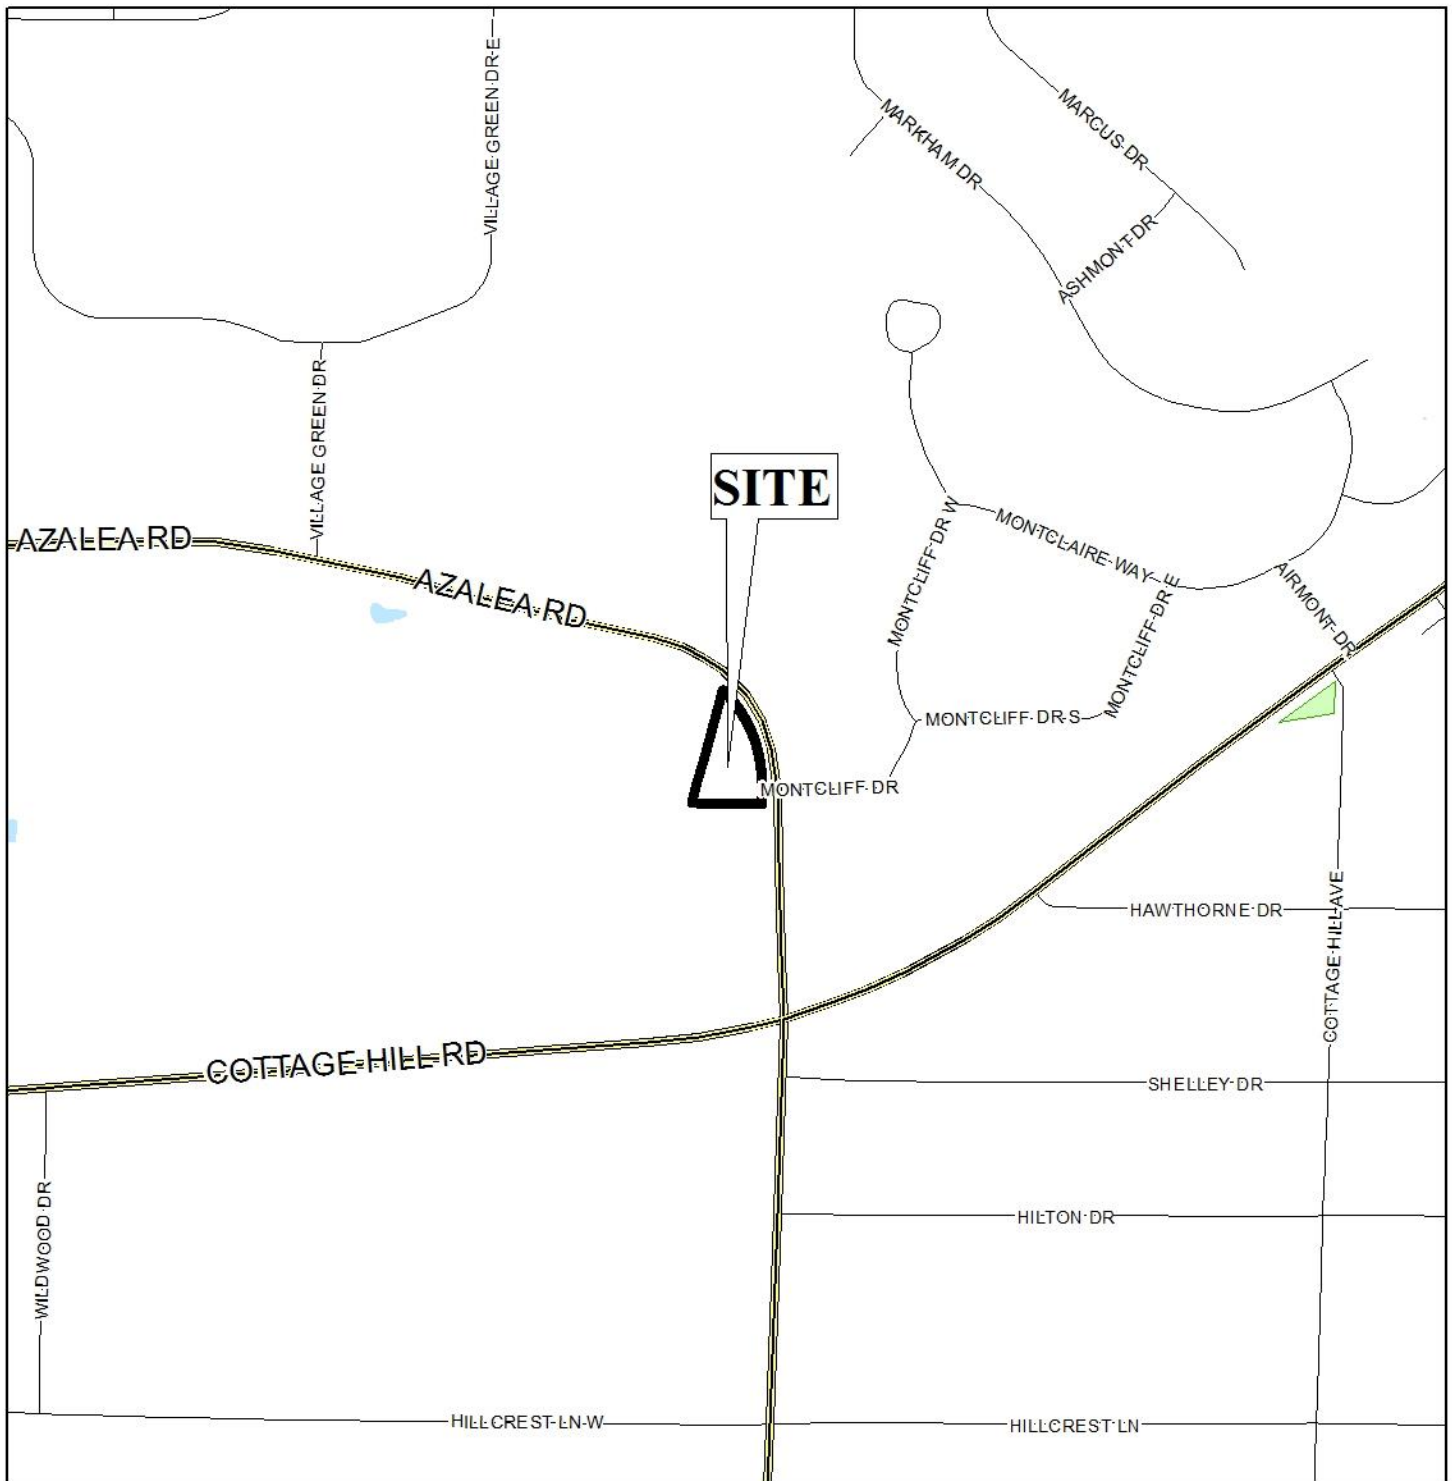 VILLAGE GREEN DR E
MARKHAM DR
MARCUS DR
ASHMONT DR
VILLAGE GREEN DR
SITE
AZALEA RD
AZALEA RD
MONTCLIFF DR W
MONTCLAIRE WAY
MONTCLIFF DR E
AIRMONT DR
MONTCLIFF DR S
MONTCLIFF DR
HAWTHORNE DR
COTTAGE HILL AVE
COTTAGE HILL RD
SHELLEY DR
WILDWOOD DR
HILTON DR
HILLCREST LN W
HILLCREST LN